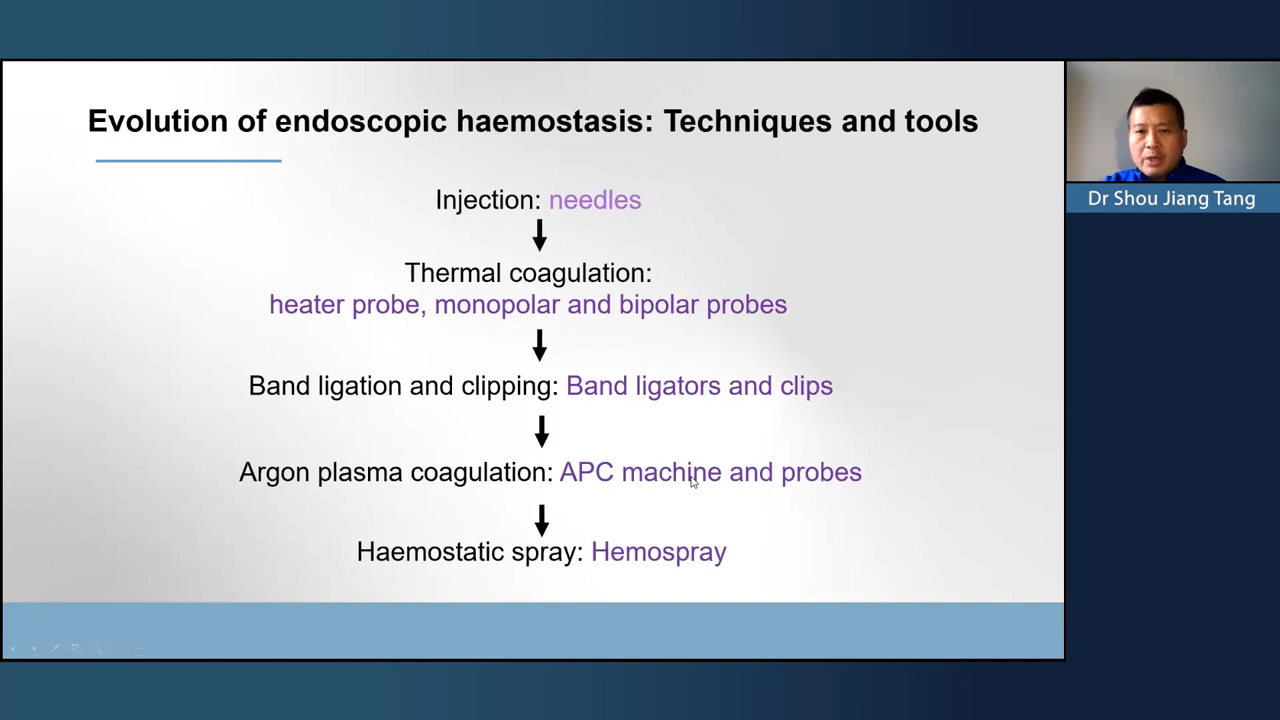 Evolution of endoscopic haemostasis: Techniques and tools
Injection: needles
Thermal coagulation:
heater probe, monopolar and bipolar probes
Band ligation and clipping: Band ligators and clips
Argon plasma coagulation: APC machine and probes
Haemostatic spray: Hemospray
Dr Shou Jiang Tang